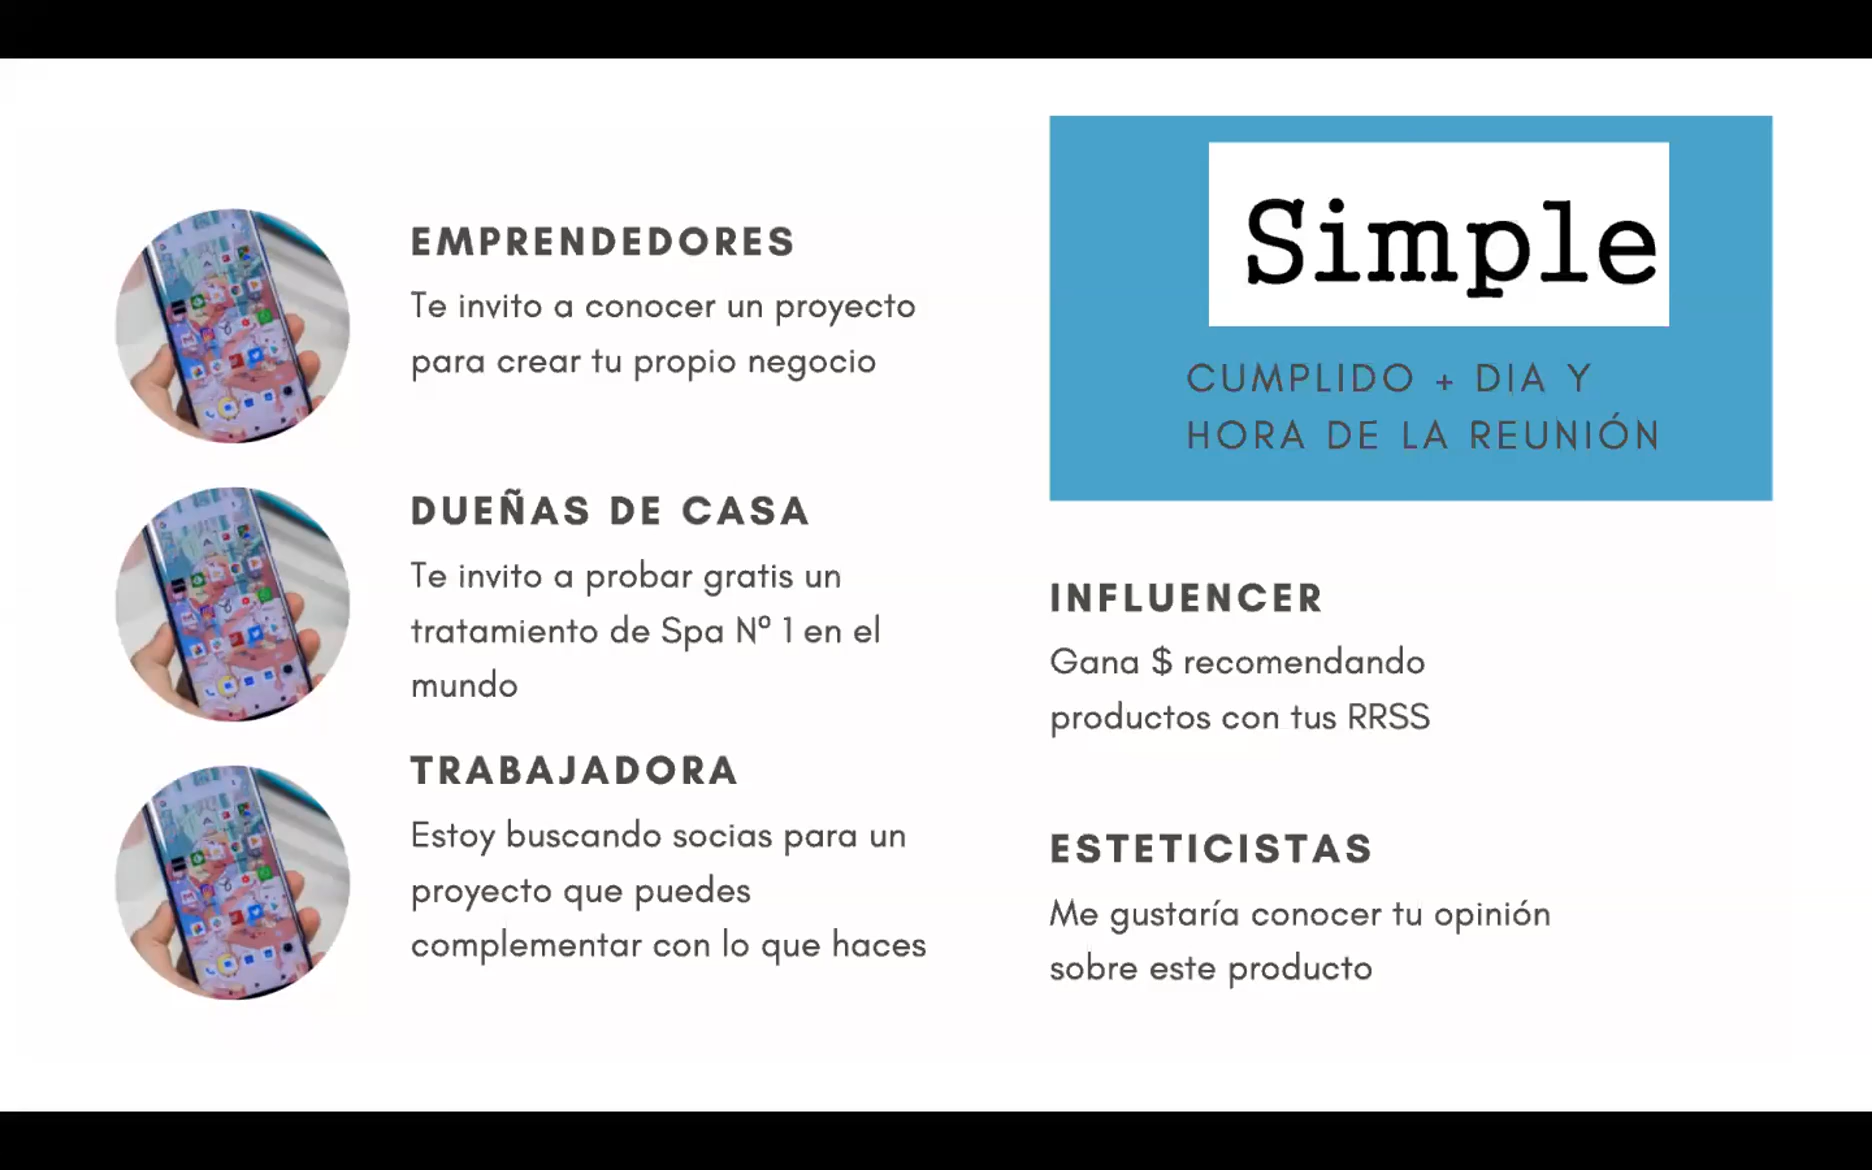 EMPRENDEDORES
Te invito a conocer un proyecto
para crear tu propio negocio
DUEÑAS DE CASA
Te invito a probar gratis un
tratamiento de Spa Nº 1 en el
mundo
TRABAJADORA
Estoy buscando socias para un
proyecto que puedes
complementar con lo que haces
Simple
CUMPLIDO + DIA Y
HORA DE LA REUNIÓN
INFLUENCER
Gana $ recomendando
productos con tus RRSS
ESTETICISTAS
Me gustaría conocer tu opinión
sobre este producto